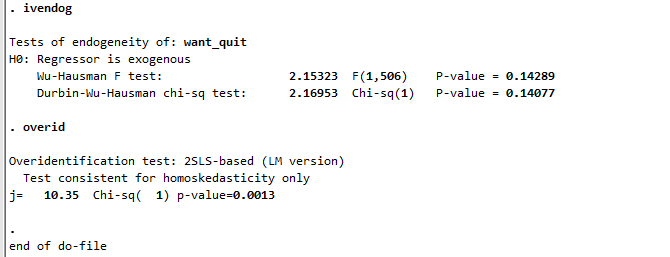 . ivendog
Tests of endogeneity of: want_quit
H0: Regressor is exogenous
Wu-Hausman F test: 2.15323 F(1,506) P-value = 0.14289
Durbin-Wu-Hausman chi-sq test: 2.16953 Chi-sq(1) P-value = 0.14077
. overid
Overidentification test: 2SLS-based (LM version)
Test consistent for homoskedasticity only
j= 10.35 Chi-sq( 1) p-value=0.0013
.
end of do-file